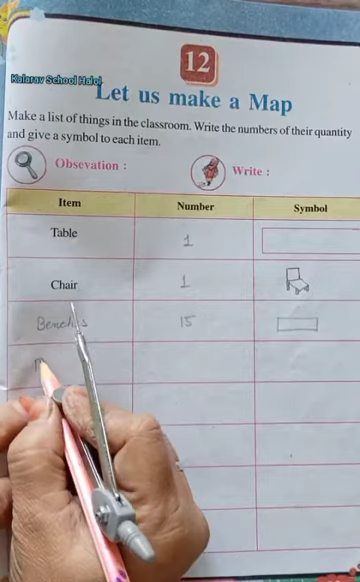 12
Kalarav School Halol
Let us make a Map
Make a list of things in the classroom. Write the numbers of their quantity
and give a symbol to each item.
Obsevation :
Write :
Item Number Symbol
Table 1
Chair 1
Benches 15